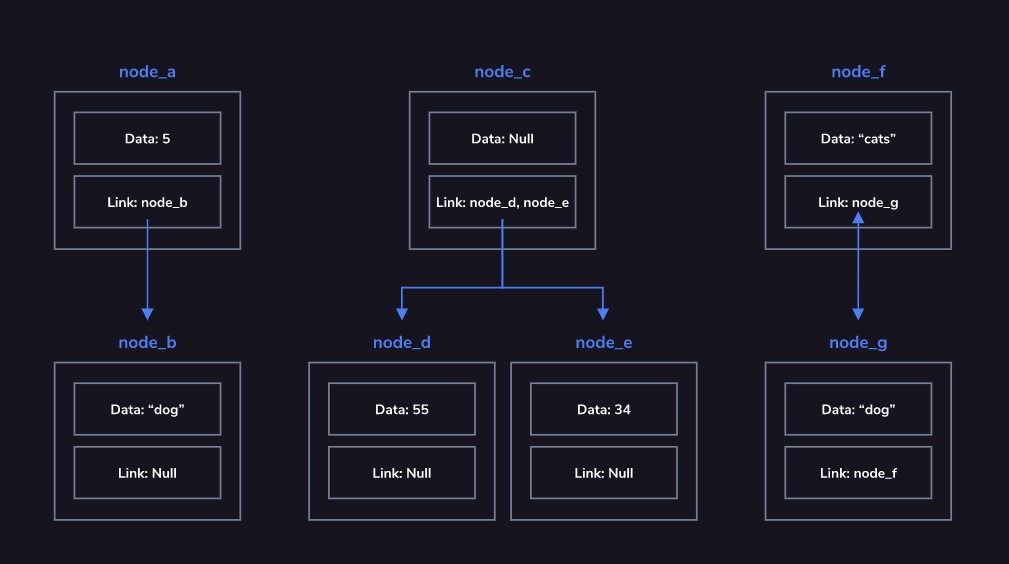 node_a
Data: 5
Link: node_b
node_b
Data: “dog”
Link: Null
node_c
Data: Null
Link: node_d, node_e
node_d
Data: 55
Link: Null
node_e
Data: 34
Link: Null
node_f
Data: “cats”
Link: node_g
node_g
Data: “dog”
Link: node_f